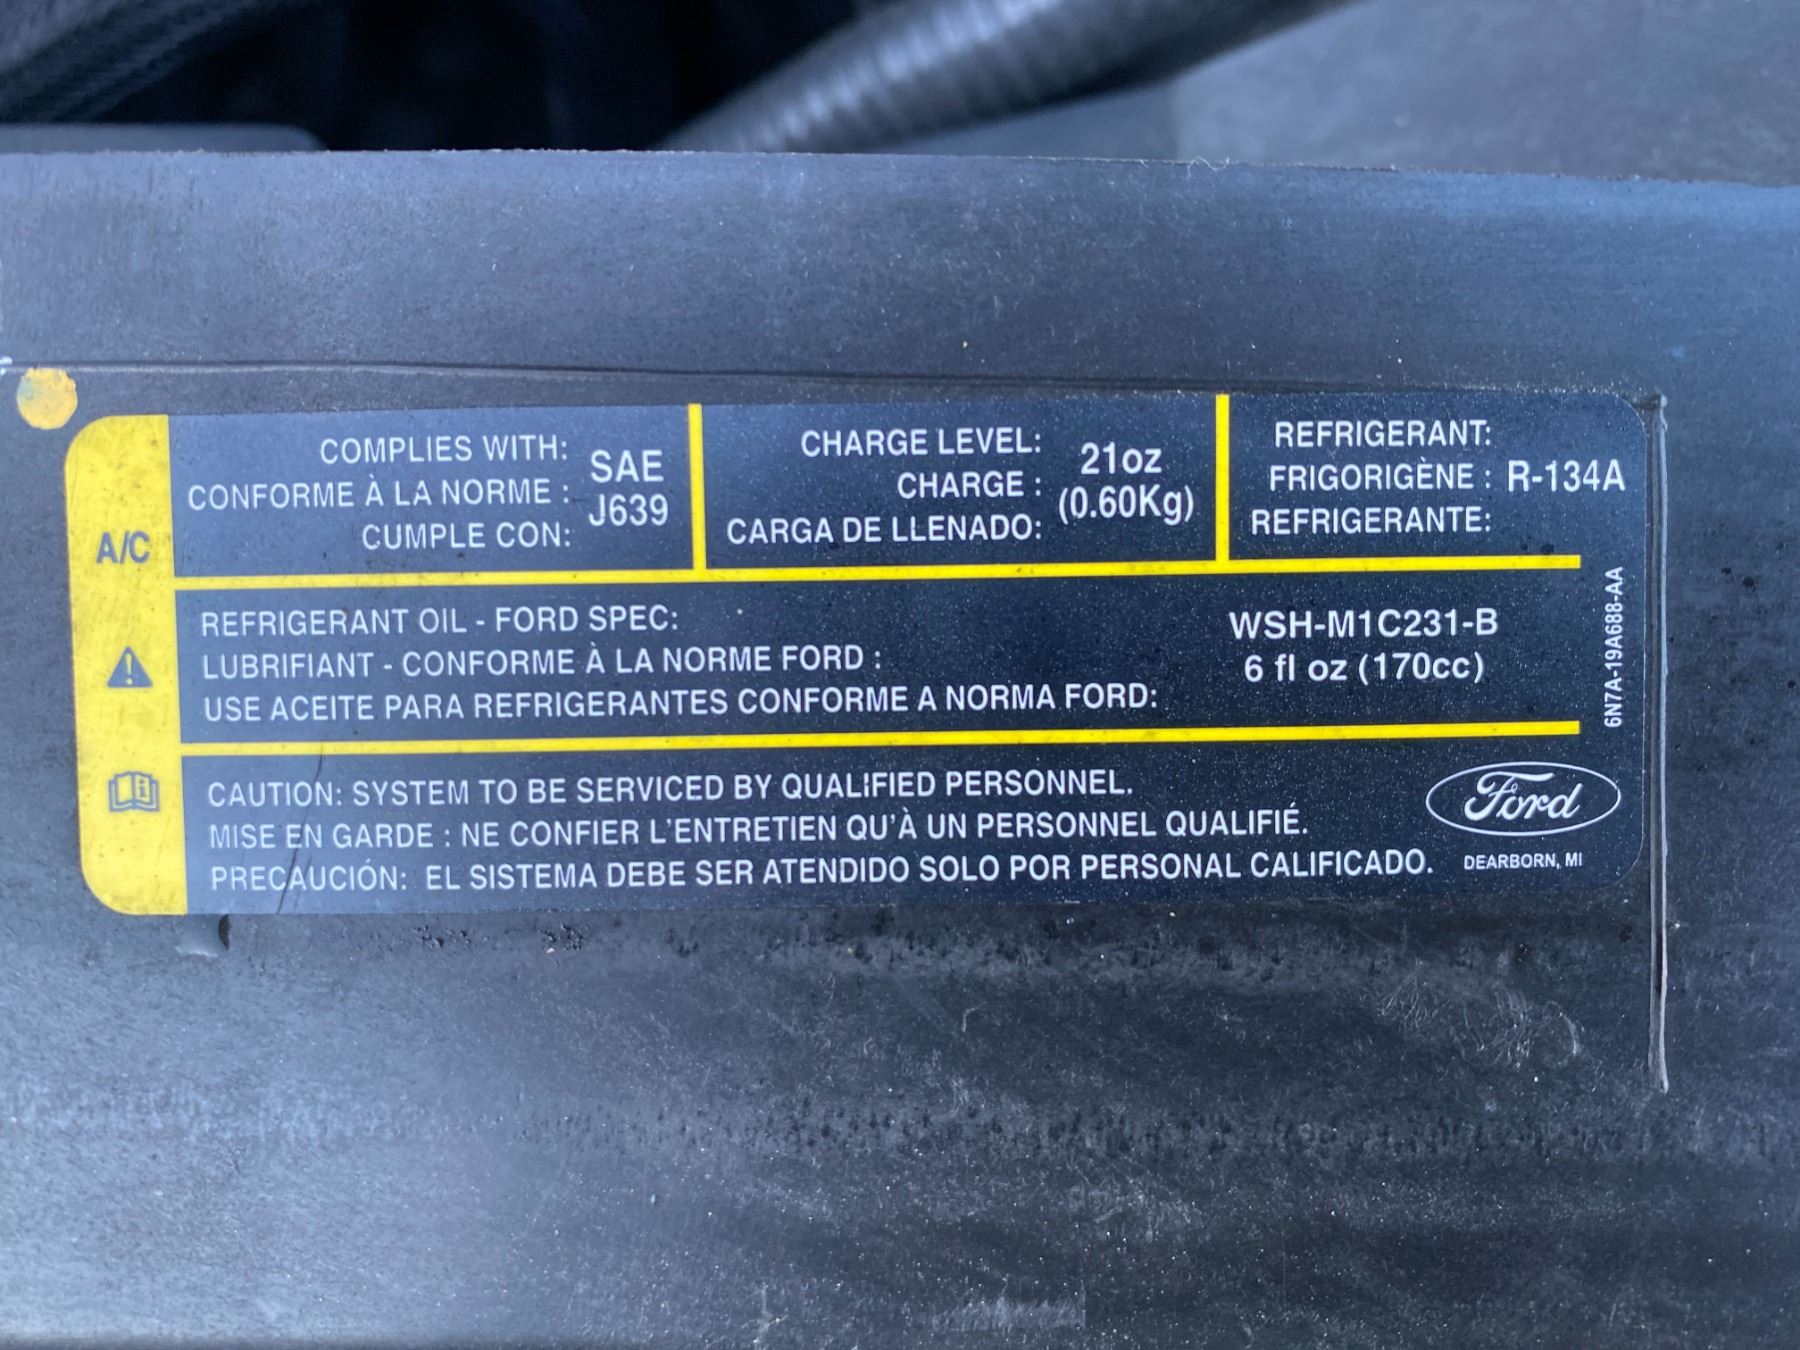 A/C
COMPLIES WITH:
CONFORME À LA NORME :
CUMPLE CON:
SAE
J639
CHARGE LEVEL:
CHARGE :
CARGA DE LLENADO:
21oz
(0.60Kg)
REFRIGERANT:
FRIGORIGÈNE :
REFRIGERANTE:
R-134A
REFRIGERANT OIL - FORD SPEC:
LUBRIFIANT - CONFORME À LA NORME FORD :
USE ACEITE PARA REFRIGERANTES CONFORME A NORMA FORD:
WSH-M1C231-B
6 fl oz (170cc)
6N7A-19A688-AA
CAUTION: SYSTEM TO BE SERVICED BY QUALIFIED PERSONNEL.
MISE EN GARDE : NE CONFIER L'ENTRETIEN QU'À UN PERSONNEL QUALIFIÉ.
PRECAUCIÓN: EL SISTEMA DEBE SER ATENDIDO SOLO POR PERSONAL CALIFICADO.
Ford
DEARBORN, MI